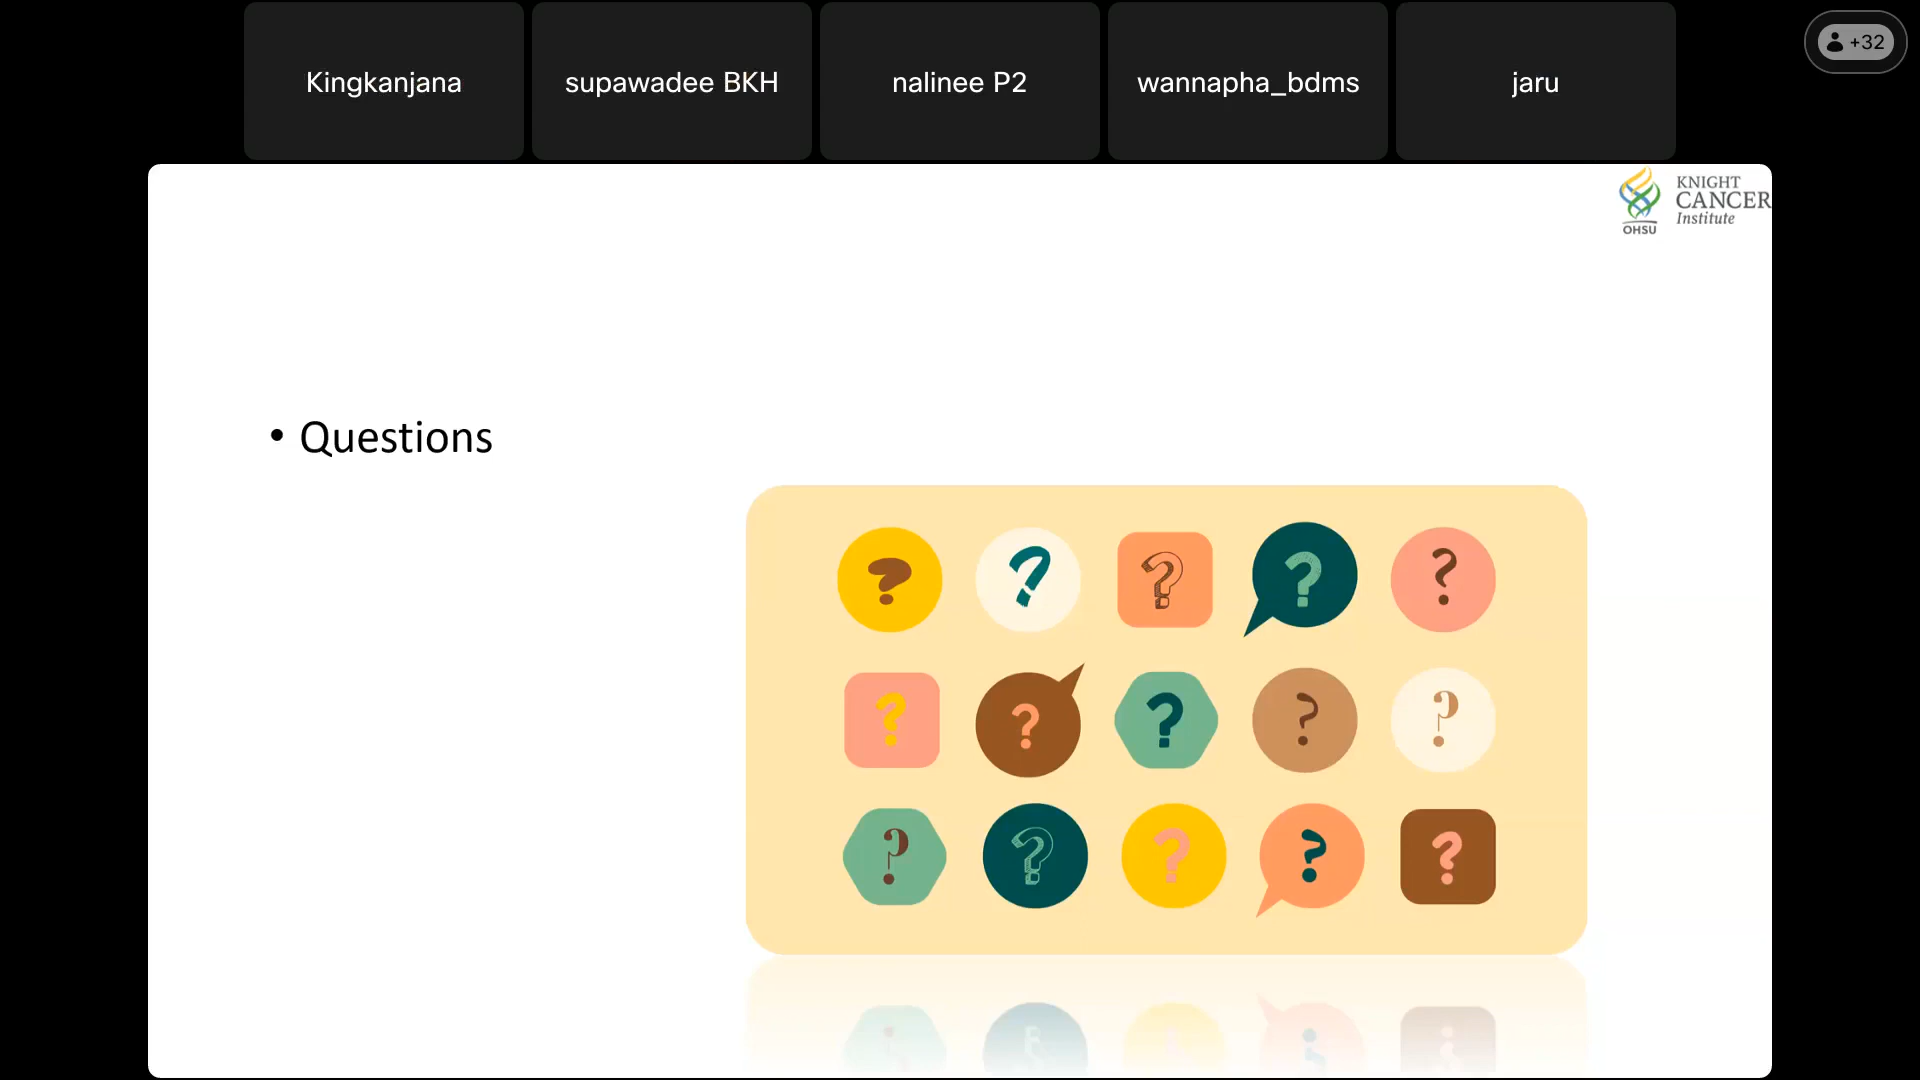 Kingkanjana
supawadee BKH
nalinee P2
wannapha_bdms
jaru
+32
KNIGHT
CANCER
Institute
OHSU
• Questions
? ? ? ? ?
? ? ? ? ?
? ? ? ? ?